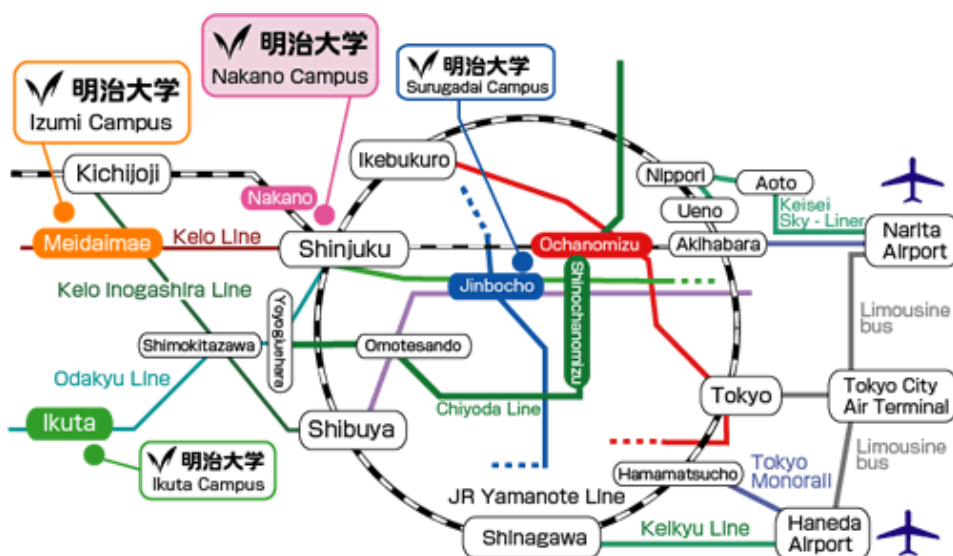 明治大学
Nakano Campus
明治大学
Surugadai Campus
明治大学
Izumi Campus
Ikebukuro
Kichijoji
Nippori
Aoto
Nakano
Ueno
Keisei
Sky - Liner
Narita
Airport
Meidaimae
Kelo Line
Shinjuku
Ochanomizu
Akihabara
Kelo Inogashira Line
Jinbocho
Shinochanomizu
Yoyogiuehara
Limousine
bus
Shimokitazawa
Omotesando
Odakyu Line
Chiyoda Line
Tokyo
Tokyo City
Air Terminal
Ikuta
Shibuya
明治大学
Ikuta Campus
Limousine
bus
Hamamatsucho
Tokyo
Monorail
JR Yamanote Line
Shinagawa
Keikyu Line
Haneda
Airport